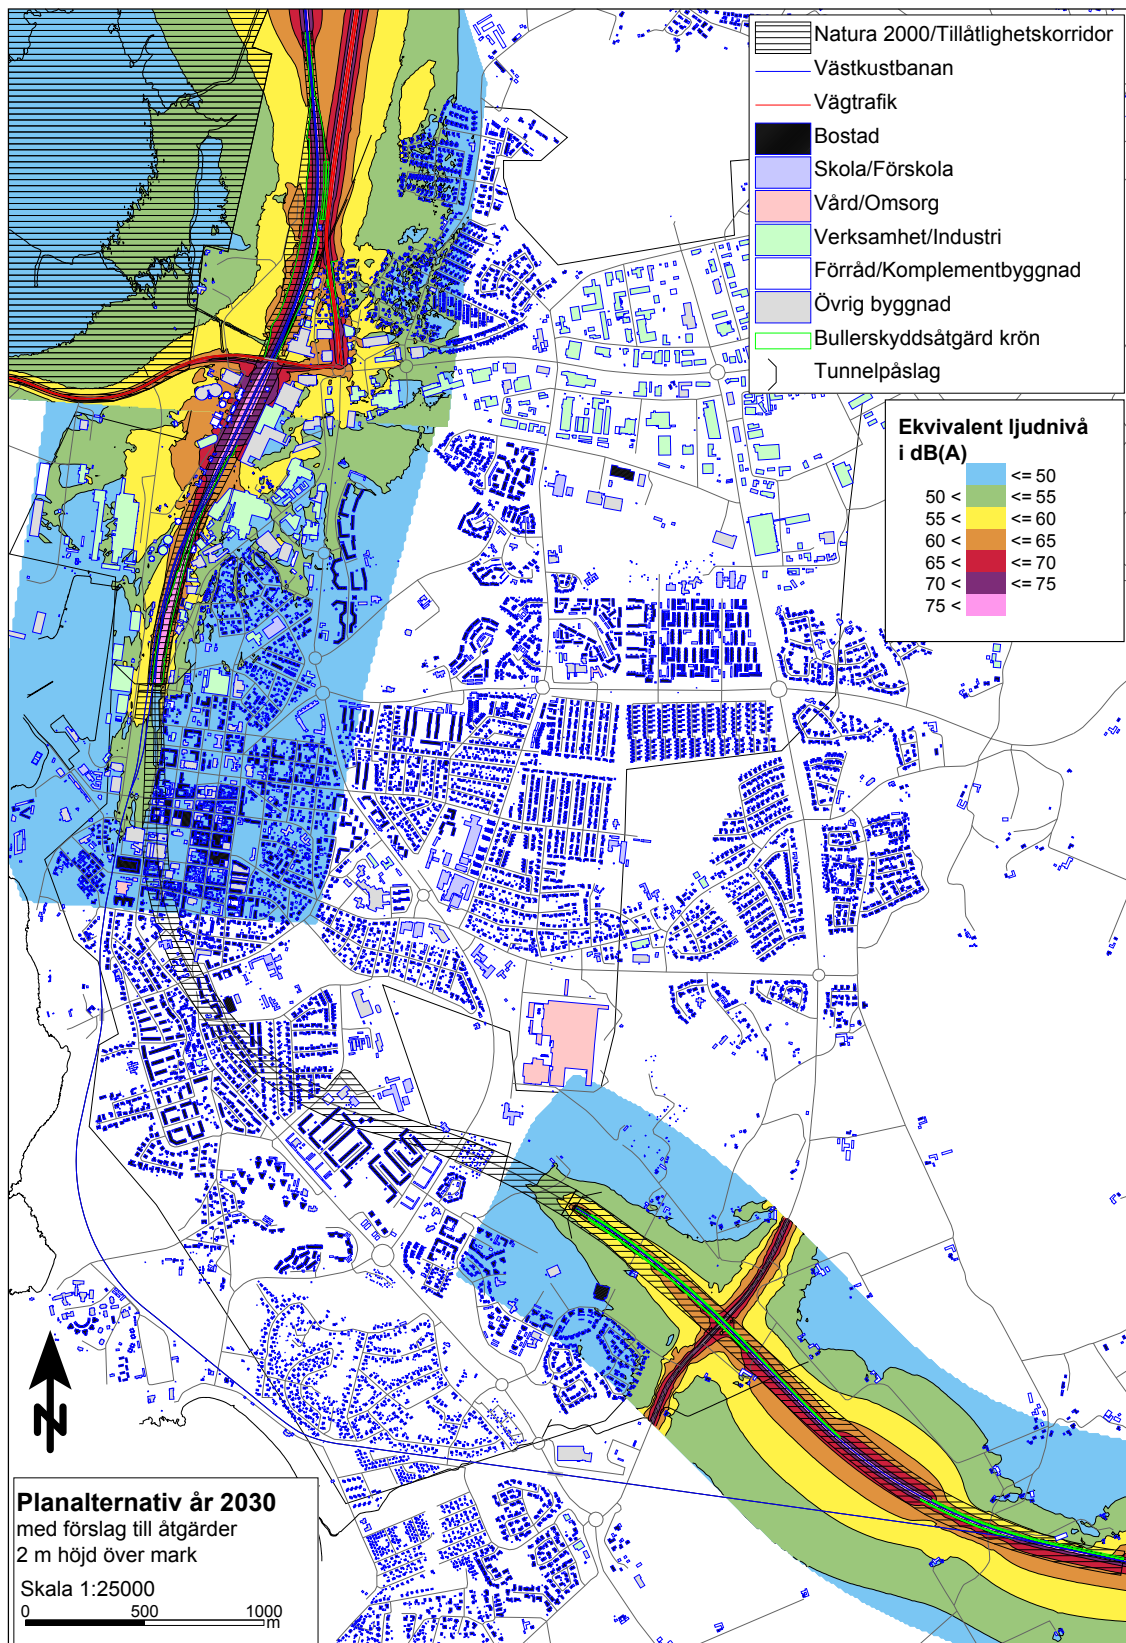 Natura 2000/Tillåtlighetskorridor
Västkustbanan
Vägtrafik
Bostad
Skola/Förskola
Vård/Omsorg
Verksamhet/Industri
Förråd/Komplementbyggnad
Övrig byggnad
Bullerskyddsåtgärd krön
Tunnelpåslag
Ekvivalent ljudnivå
i dB(A)
<= 50
50 < <= 55
55 < <= 60
60 < <= 65
65 < <= 70
70 < <= 75
75 <
N
Planalternativ år 2030
med förslag till åtgärder
2 m höjd över mark
Skala 1:25000
0 500 1000
m